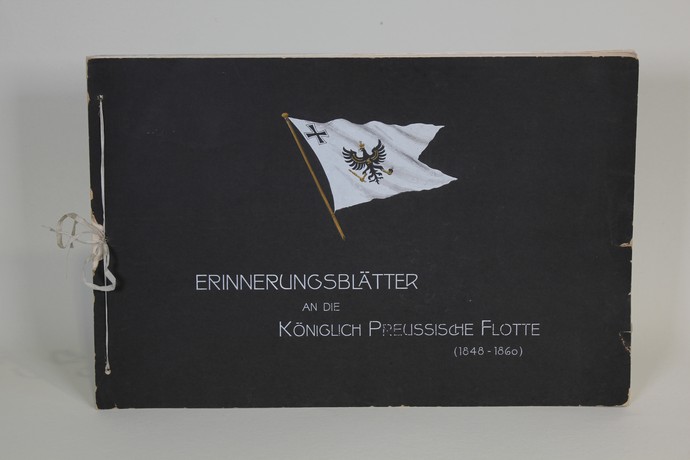 ERINNERUNGSBLÄTTER
AN DIE
KÖNIGLICH PREUSSISCHE FLOTTE
(1848-1860)